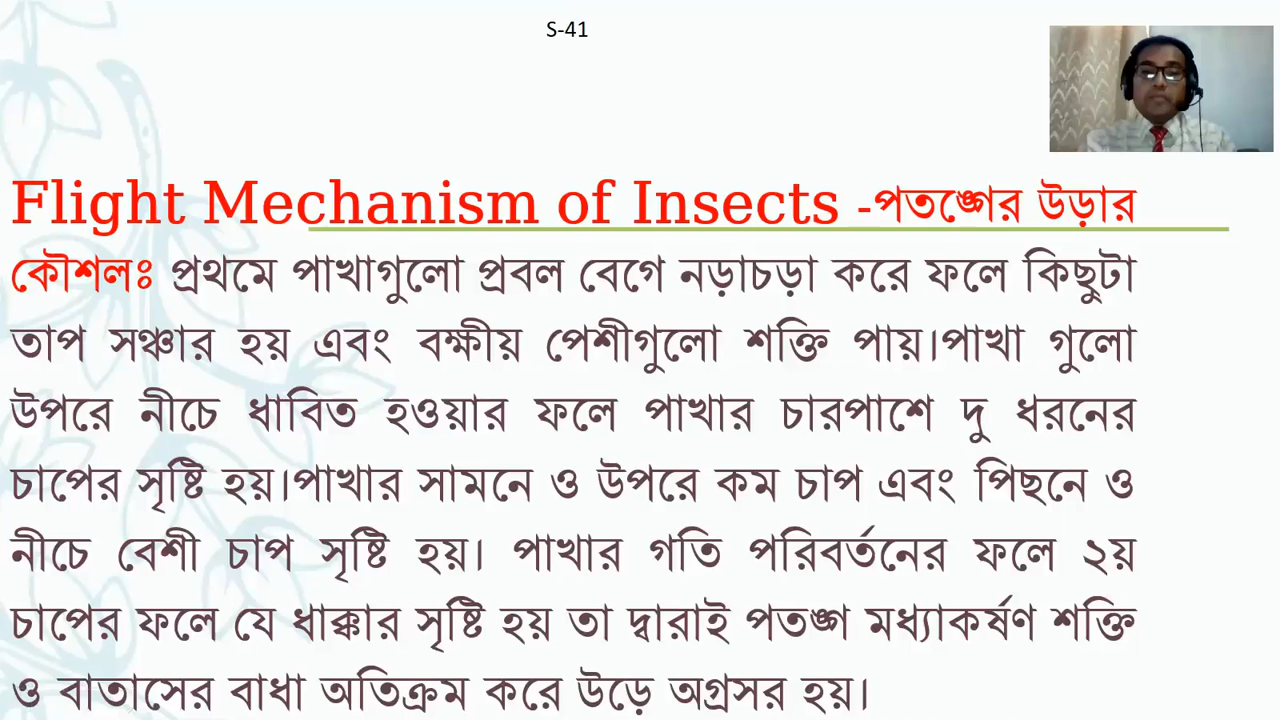 S-41
Flight Mechanism of Insects -পতঙ্গের উড়ার
কৌশলঃ প্রথমে পাখাগুলো প্রবল বেগে নড়াচড়া করে ফলে কিছুটা
তাপ সঞ্চার হয় এবং বক্ষীয় পেশীগুলো শক্তি পায়।পাখা গুলো
উপরে নীচে ধাবিত হওয়ার ফলে পাখার চারপাশে দু ধরনের
চাপের সৃষ্টি হয়।পাখার সামনে ও উপরে কম চাপ এবং পিছনে ও
নীচে বেশী চাপ সৃষ্টি হয়। পাখার গতি পরিবর্তনের ফলে ২য়
চাপের ফলে যে ধাক্কার সৃষ্টি হয় তা দ্বারাই পতঙ্গ মধ্যাকর্ষণ শক্তি
ও বাতাসের বাধা অতিক্রম করে উড়ে অগ্রসর হয়।